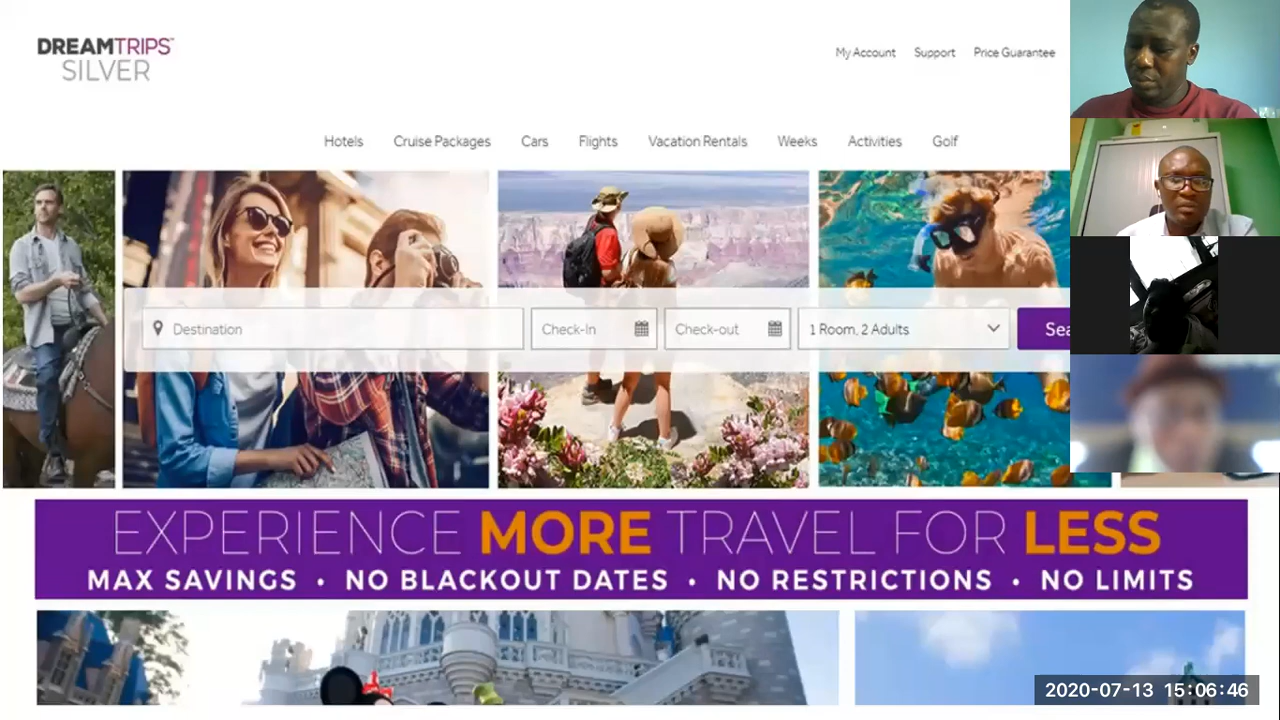 DREAMTRIPS™
SILVER
My Account Support Price Guarantee
Hotels Cruise Packages Cars Flights Vacation Rentals Weeks Activities Golf
Destination Check-In Check-out 1 Room, 2 Adults Sea
EXPERIENCE MORE TRAVEL FOR LESS
MAX SAVINGS • NO BLACKOUT DATES • NO RESTRICTIONS • NO LIMITS
2020-07-13 15:06:46